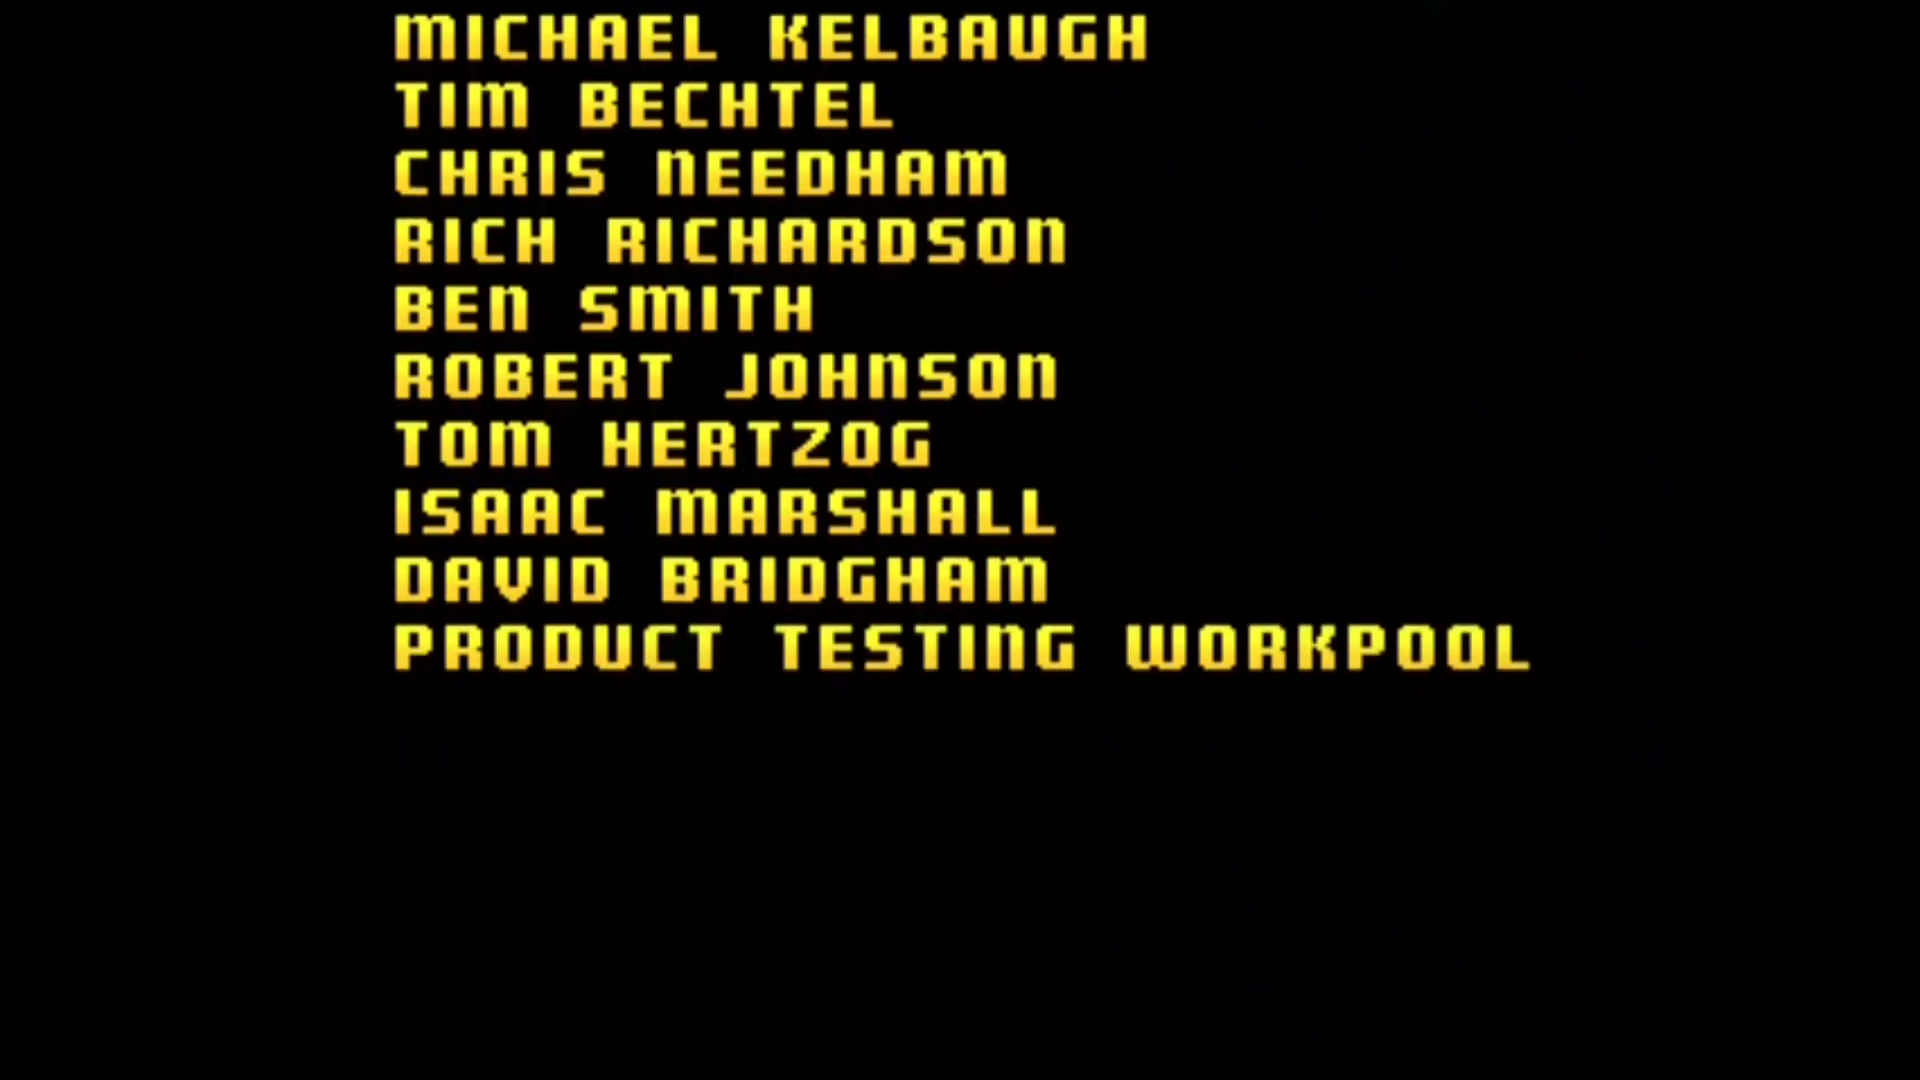 MICHAEL KELBAUGH
TIM BECHTEL
CHRIS NEEDHAM
RICH RICHARDSON
BEN SMITH
ROBERT JOHNSON
TOM HERTZOG
ISAAC MARSHALL
DAVID BRIDGHAM
PRODUCT TESTING WORKPOOL